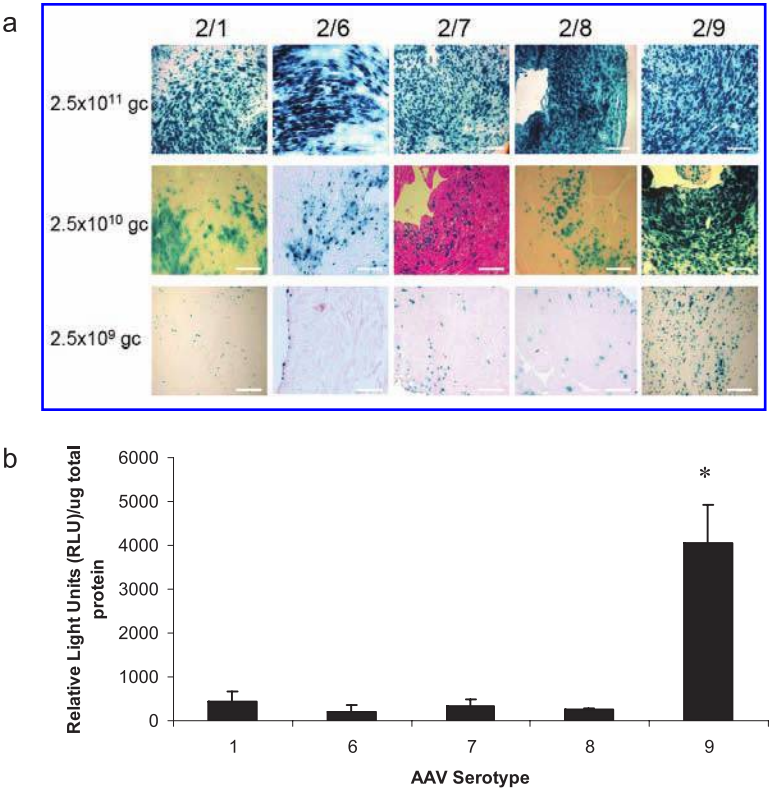 a
2/1 2/6 2/7 2/8 2/9
2.5x10¹¹ gc
2.5x10¹⁰ gc
2.5x10⁹ gc
b
Relative Light Units (RLU)/ug total
protein
6000
5000
4000
3000
2000
1000
0
*
1 6 7 8 9
AAV Serotype